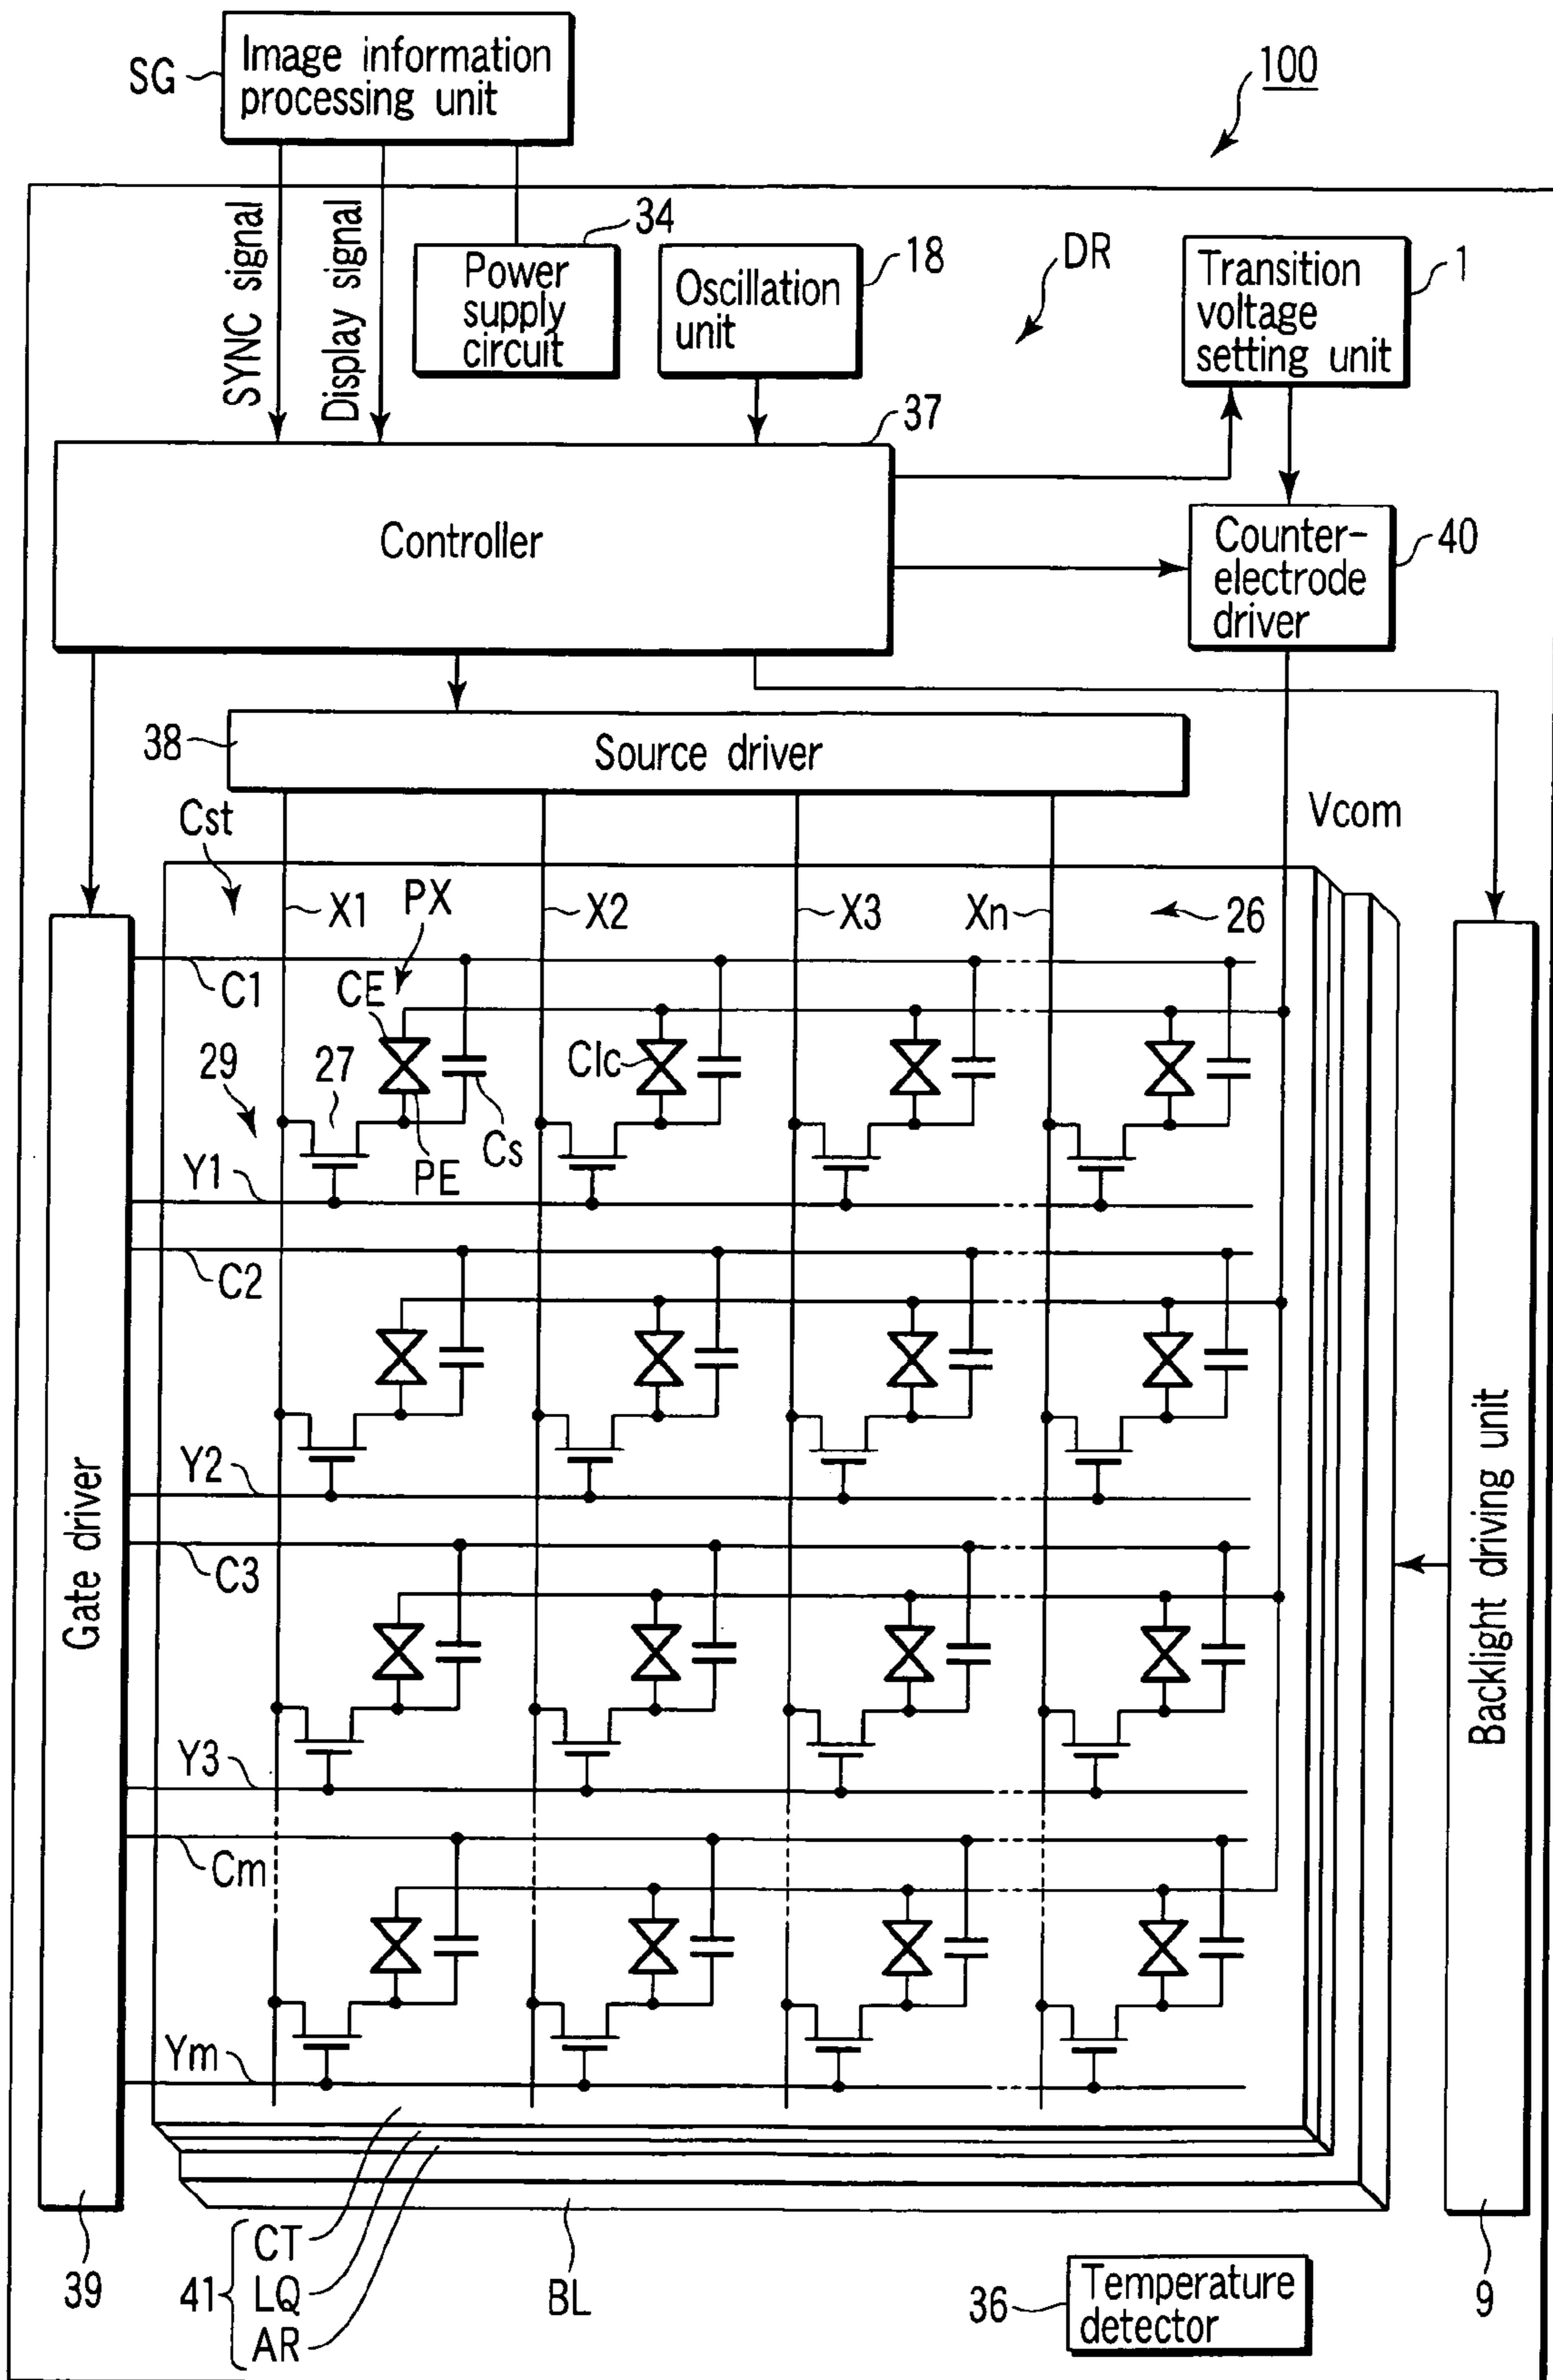 SG
Image information
processing unit
100
SYNC signal
Display signal
34
Power
supply
circuit
18
Oscillation
unit
DR
Transition
voltage
setting unit
1
37
Controller
Counter-
electrode
driver
40
38
Source driver
Vcom
Cst
X1
PX
X2
X3
Xn
26
C1
CE
29
27
Clc
Cs
PE
Y1
C2
Y2
C3
Y3
Cm
Ym
Gate driver
Backlight driving unit
39
41
CT
LQ
AR
BL
36
Temperature
detector
9